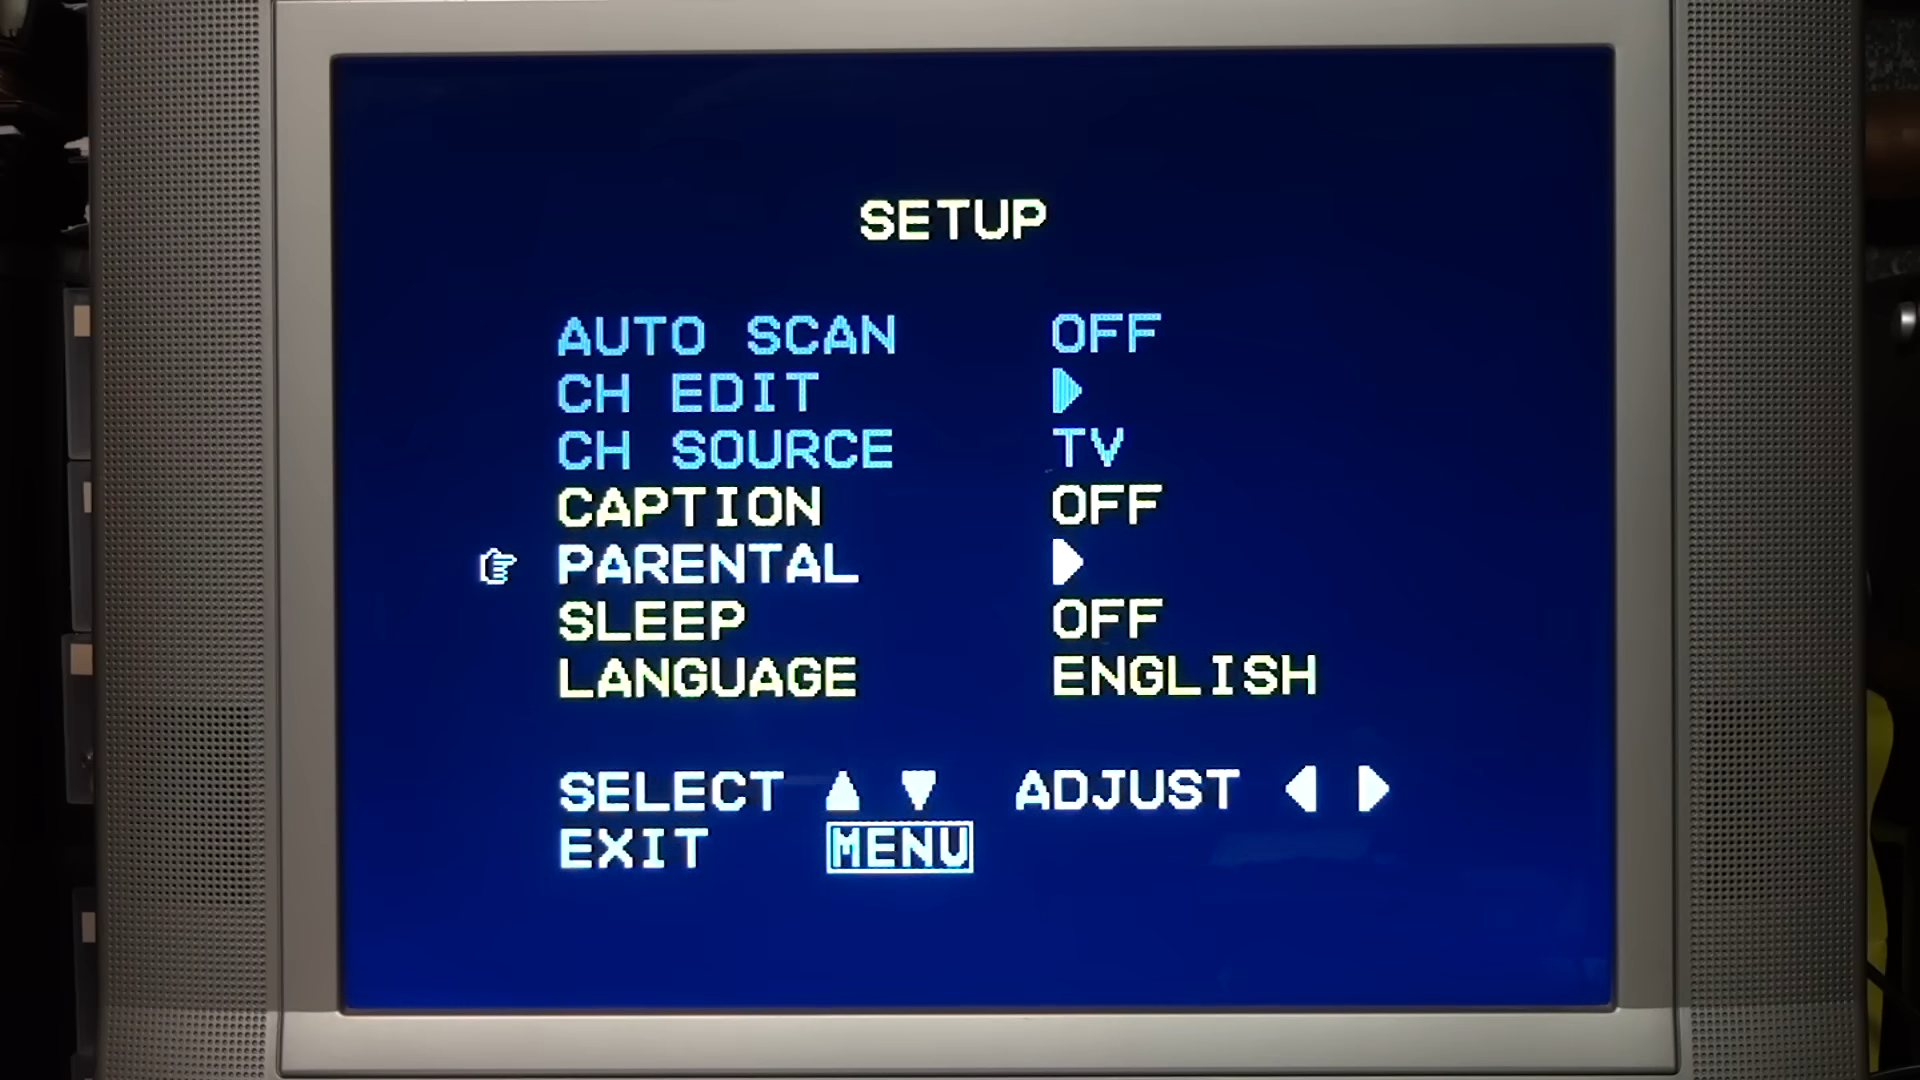 SETUP
AUTO SCAN OFF
CH EDIT ▶
CH SOURCE TV
CAPTION OFF
☞ PARENTAL ▶
SLEEP OFF
LANGUAGE ENGLISH
SELECT ▲ ▼ ADJUST ◀ ▶
EXIT MENU